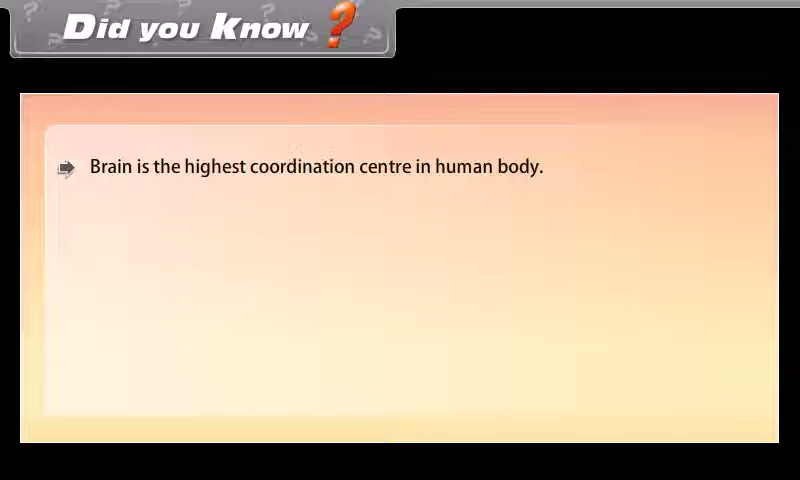 Did you Know ?
Brain is the highest coordination centre in human body.